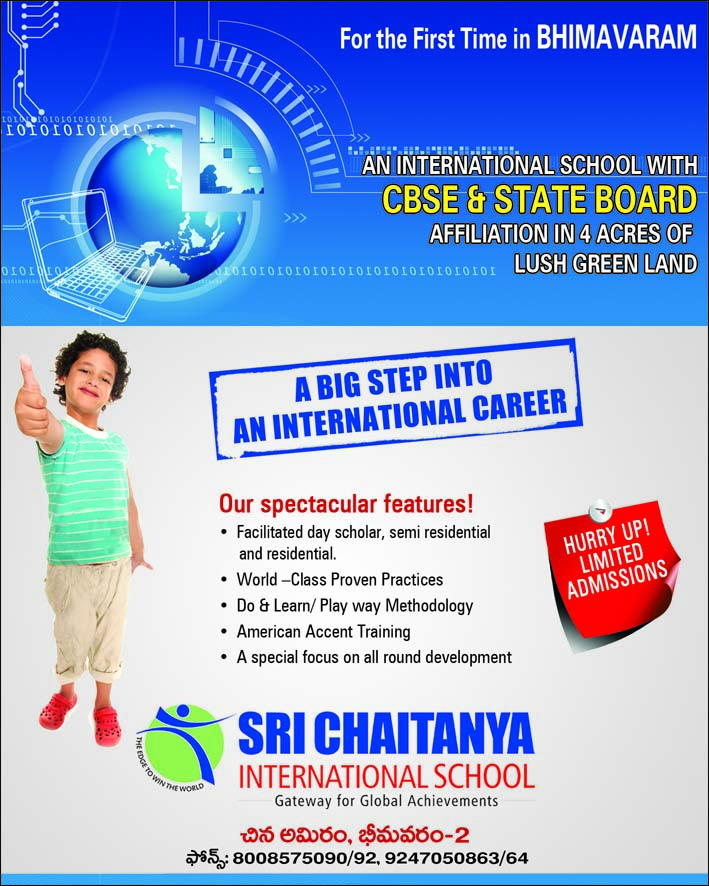 For the First Time in BHIMAVARAM
AN INTERNATIONAL SCHOOL WITH
CBSE & STATE BOARD
AFFILIATION IN 4 ACRES OF
LUSH GREEN LAND
A BIG STEP INTO
AN INTERNATIONAL CAREER
Our spectacular features!
• Facilitated day scholar, semi residential
and residential.
• World –Class Proven Practices
• Do & Learn/ Play way Methodology
• American Accent Training
• A special focus on all round development
HURRY UP!
LIMITED
ADMISSIONS
THE EDGE TO WIN THE WORLD
SRI CHAITANYA
INTERNATIONAL SCHOOL
Gateway for Global Achievements
చిన అమిరం, భీమవరం-2
ఫోన్స్: 8008575090/92, 9247050863/64